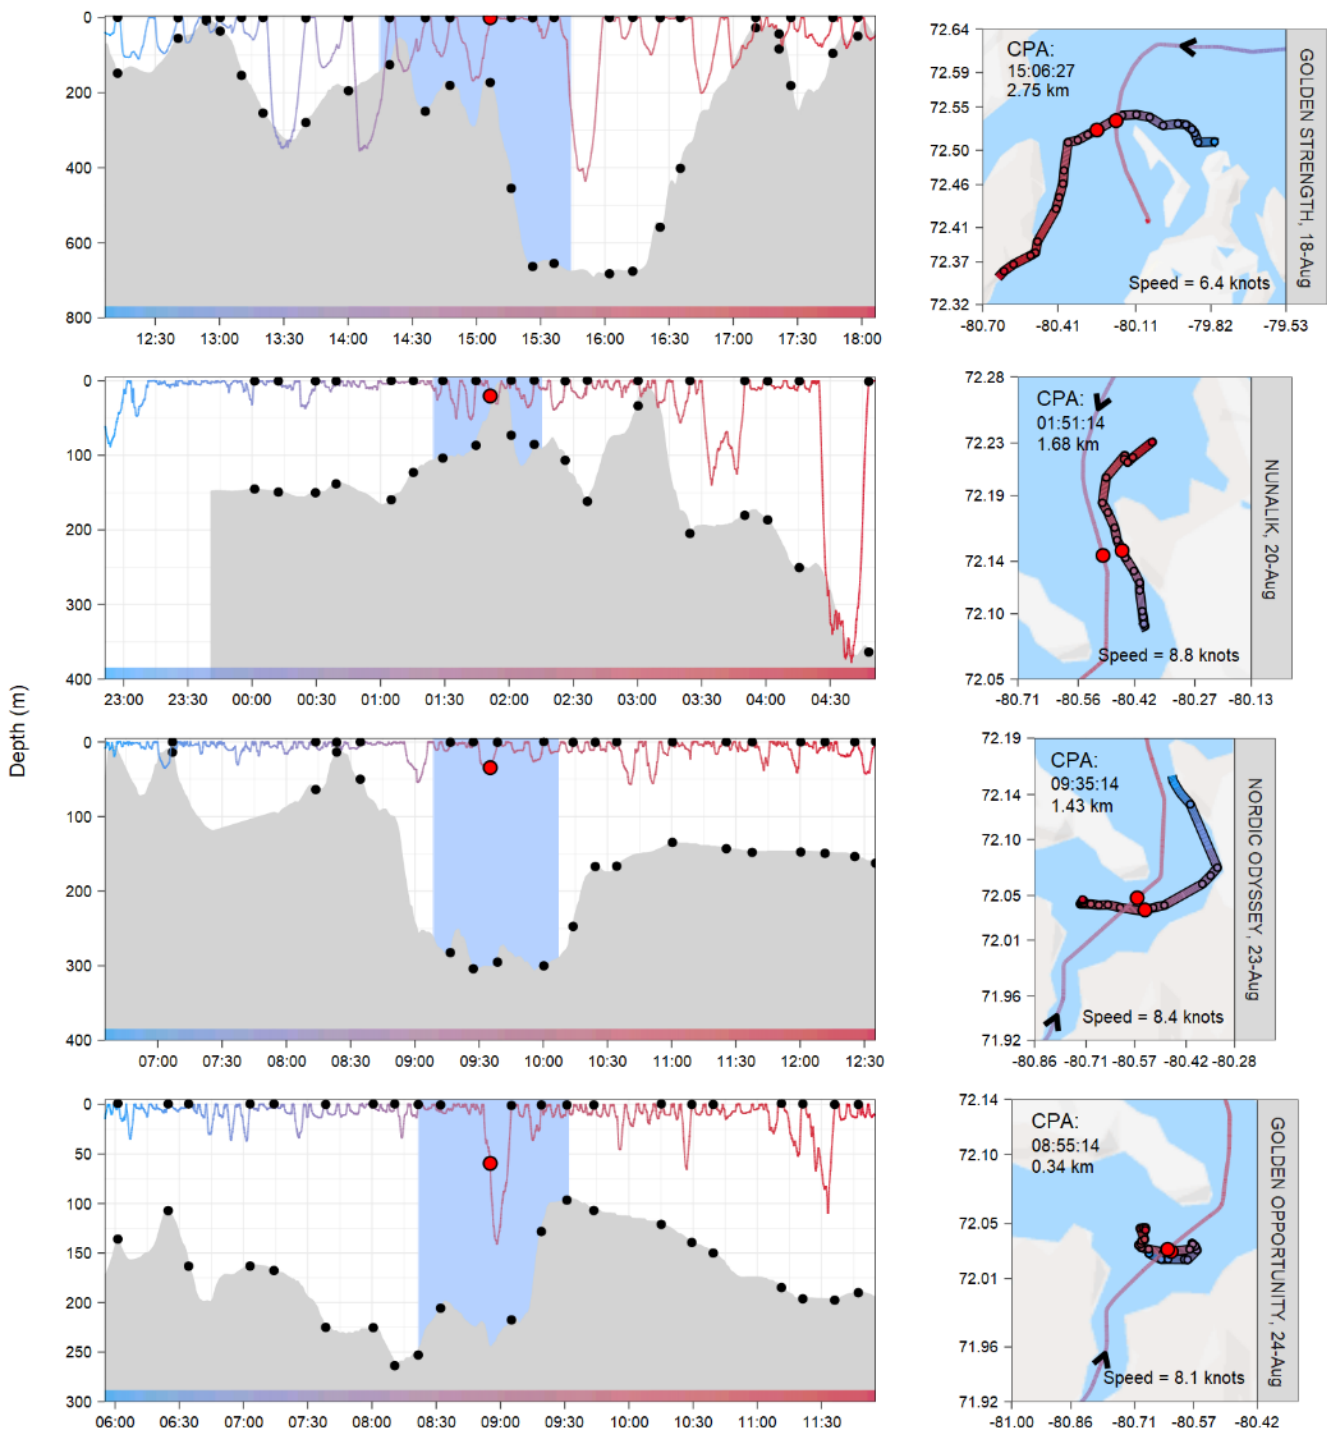 Depth (m)
0
200
400
600
800
12:30 13:00 13:30 14:00 14:30 15:00 15:30 16:00 16:30 17:00 17:30 18:00
72.64
72.59
72.55
72.50
72.46
72.41
72.37
72.32
CPA:
15:06:27
2.75 km
Speed = 6.4 knots
-80.70 -80.41 -80.11 -79.82 -79.53
GOLDEN STRENGTH, 18-Aug
0
100
200
300
400
23:00 23:30 00:00 00:30 01:00 01:30 02:00 02:30 03:00 03:30 04:00 04:30
72.28
72.23
72.19
72.14
72.10
72.05
CPA:
01:51:14
1.68 km
Speed = 8.8 knots
-80.71 -80.56 -80.42 -80.27 -80.13
NUNALIK, 20-Aug
0
100
200
300
400
07:00 07:30 08:00 08:30 09:00 09:30 10:00 10:30 11:00 11:30 12:00 12:30
72.19
72.14
72.10
72.05
72.01
71.96
71.92
CPA:
09:35:14
1.43 km
Speed = 8.4 knots
-80.86 -80.71 -80.57 -80.42 -80.28
NORDIC ODYSSEY, 23-Aug
0
50
100
150
200
250
300
06:00 06:30 07:00 07:30 08:00 08:30 09:00 09:30 10:00 10:30 11:00 11:30
72.14
72.10
72.05
72.01
71.96
71.92
CPA:
08:55:14
0.34 km
Speed = 8.1 knots
-81.00 -80.86 -80.71 -80.57 -80.42
GOLDEN OPPORTUNITY, 24-Aug